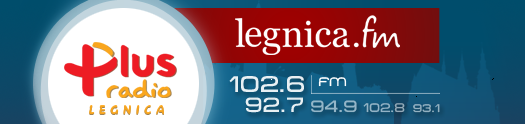 plus
radio
LEGNICA
legnica.fm
102.6 FM
92.7 94.9 102.8 93.1